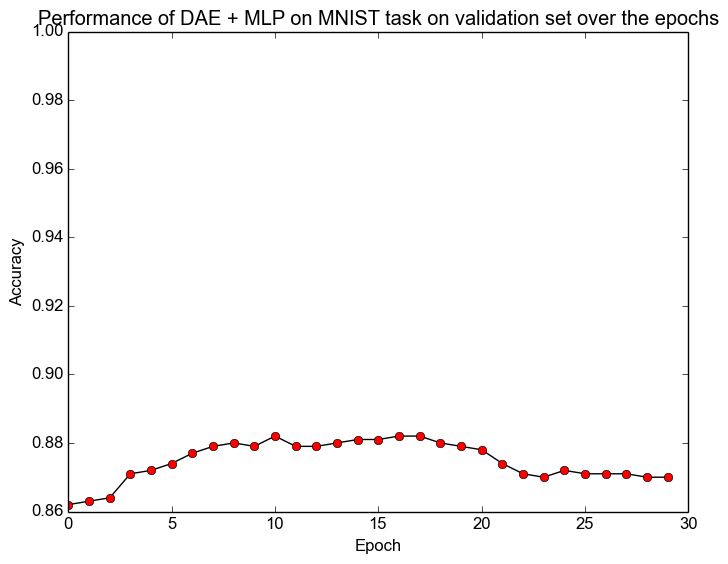 Performance of DAE + MLP on MNIST task on validation set over the epochs
1.00
0.98
0.96
0.94
0.92
0.90
0.88
0.86
Accuracy
0 5 10 15 20 25 30
Epoch